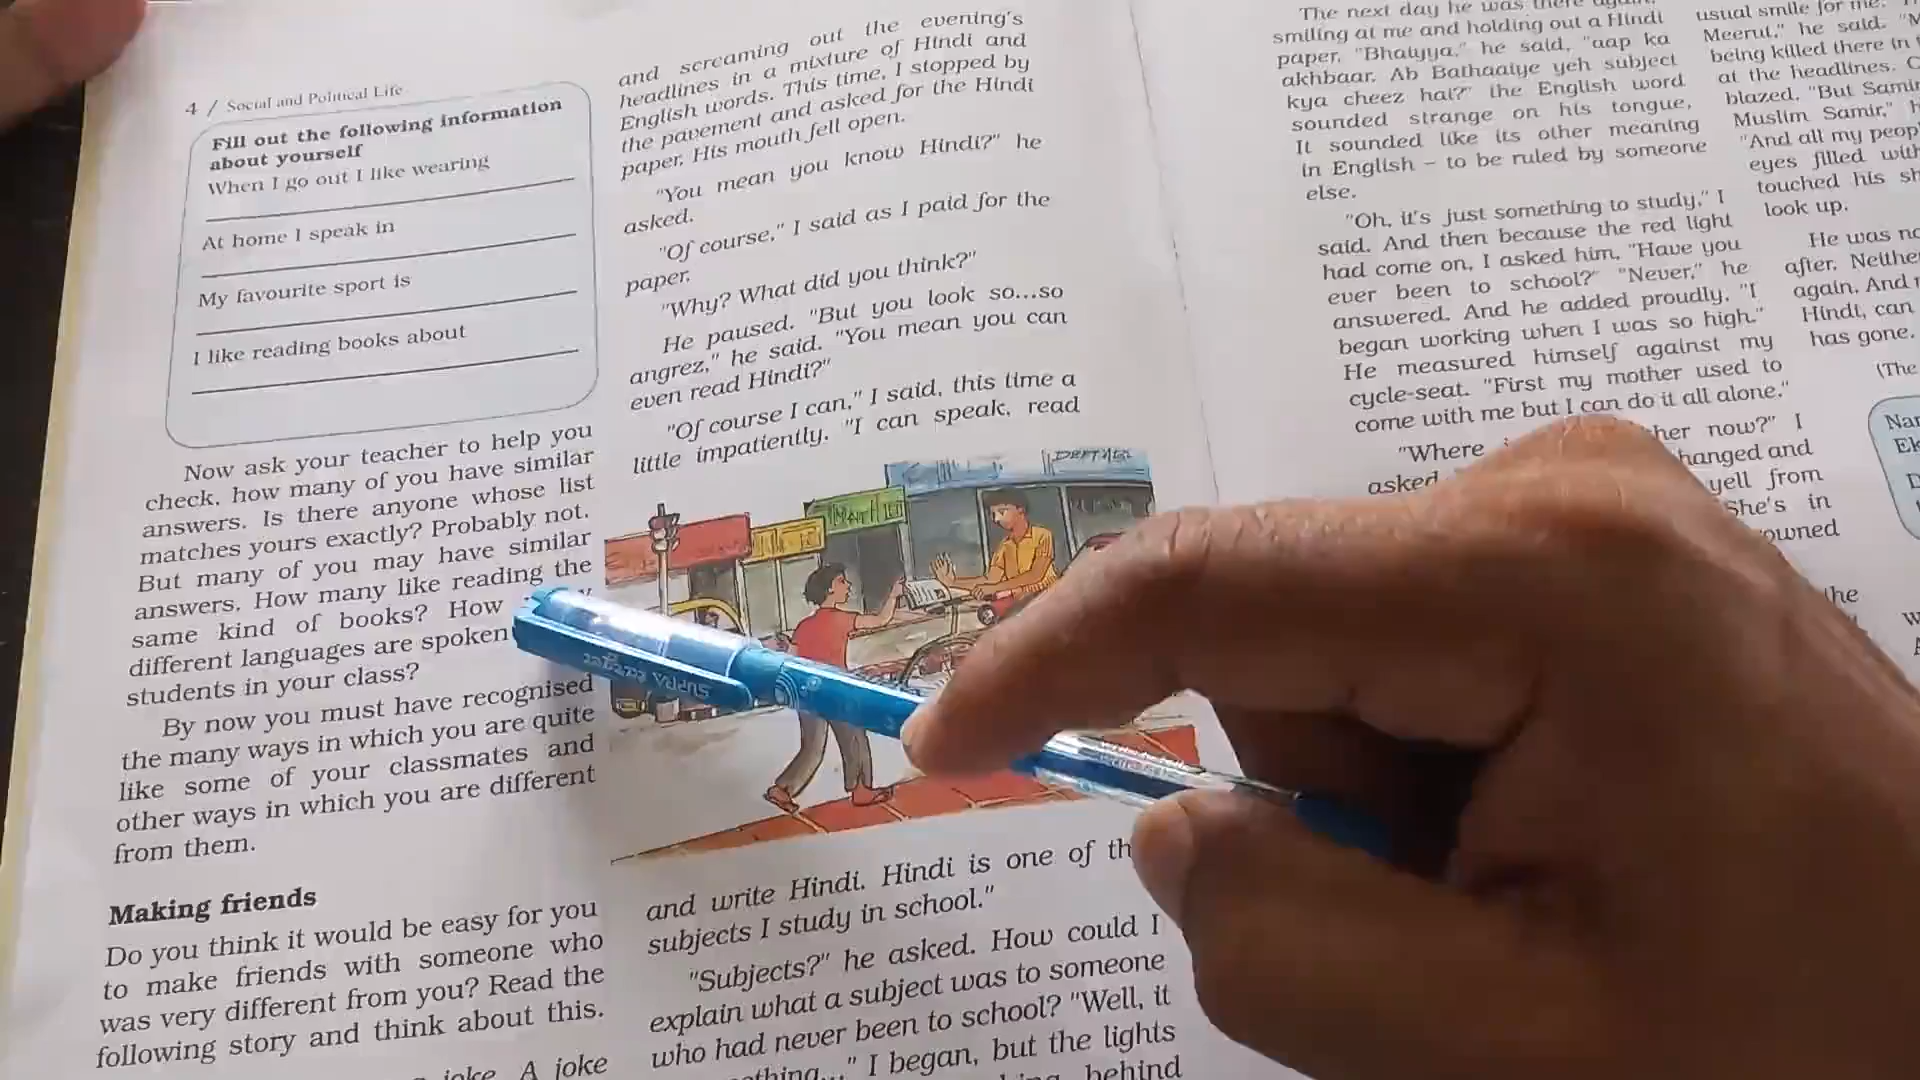 4 / Social and Political Life
Fill out the following information
about yourself
When I go out I like wearing
At home I speak in
My favourite sport is
I like reading books about
Now ask your teacher to help you
check, how many of you have similar
answers. Is there anyone whose list
matches yours exactly? Probably not.
But many of you may have similar
answers. How many like reading the
same kind of books? How
different languages are spoken
students in your class?
By now you must have recognised
the many ways in which you are quite
like some of your classmates and
other ways in which you are different
from them.
Making friends
Do you think it would be easy for you
to make friends with someone who
was very different from you? Read the
following story and think about this.
joke. A joke
and screaming out the evening's
headlines in a mixture of Hindi and
English words. This time, I stopped by
the pavement and asked for the Hindi
paper. His mouth fell open.
"You mean you know Hindi?" he
asked.
"Of course," I said as I paid for the
paper.
"Why? What did you think?"
He paused. "But you look so...so
angrez," he said. "You mean you can
even read Hindi?"
"Of course I can," I said, this time a
little impatiently. "I can speak, read
and write Hindi. Hindi is one of th
subjects I study in school."
"Subjects?" he asked. How could I
explain what a subject was to someone
who had never been to school? "Well, it
..." I began, but the lights
behind
The next day he was there again,
smiling at me and holding out a Hindi
paper. "Bhaiyya," he said, "aap ka
akhbaar. Ab Bathaaiye yeh subject
kya cheez hai?" the English word
sounded strange on his tongue,
It sounded like its other meaning
in English – to be ruled by someone
else.
"Oh, it's just something to study," I
said. And then because the red light
had come on, I asked him, "Have you
ever been to school?" "Never," he
answered. And he added proudly, "I
began working when I was so high."
He measured himself against my
cycle-seat. "First my mother used to
come with me but I can do it all alone."
"Where her now?" I
asked hanged and
yell from
She's in
owned
usual smile for me.
Meerut," he said. "M
being killed there in
at the headlines.
blazed. "But Samir
Muslim Samir," h
"And all my peop
eyes filled with
touched his sh
look up.
He was no
after. Neithe
again. And
Hindi, can
has gone.
(The